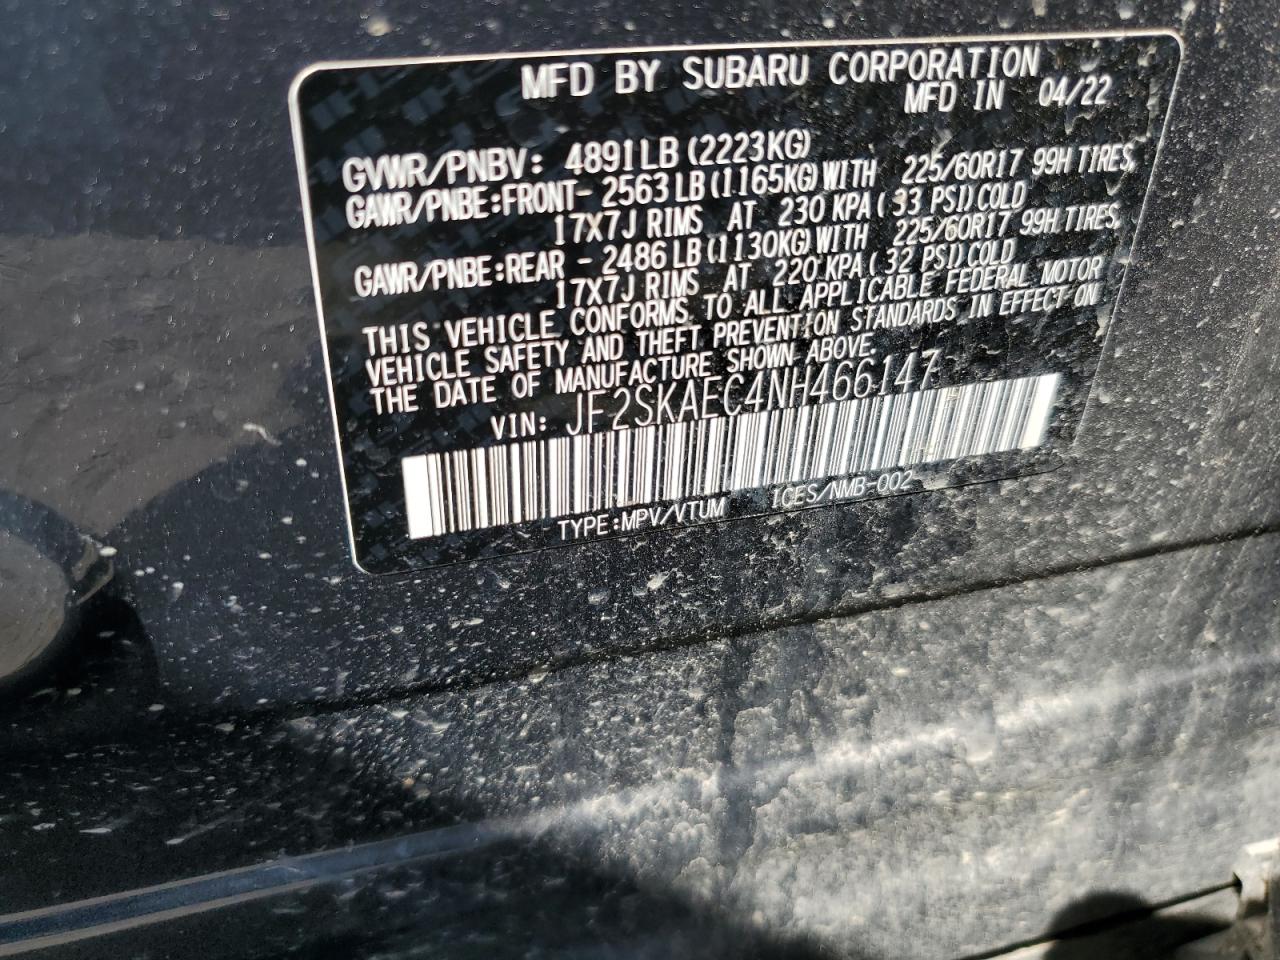 MFD BY SUBARU CORPORATION
MFD IN 04/22
GVWR/PNBV: 4891LB (2223KG)
GAWR/PNBE:FRONT- 2563LB(1165KG)WITH 225/60R17 99H TIRES,
17X7J RIMS AT 230 KPA( 33 PSI)COLD
GAWR/PNBE:REAR - 2486LB(1130KG)WITH 225/60R17 99H TIRES,
17X7J RIMS AT 220 KPA( 32 PSI)COLD
THIS VEHICLE CONFORMS TO ALL APPLICABLE FEDERAL MOTOR
VEHICLE SAFETY AND THEFT PREVENTION STANDARDS IN EFFECT ON
THE DATE OF MANUFACTURE SHOWN ABOVE.
VIN: JF2SKAEC4NH466147
TYPE:MPV/VTUM ICES/NMB-002